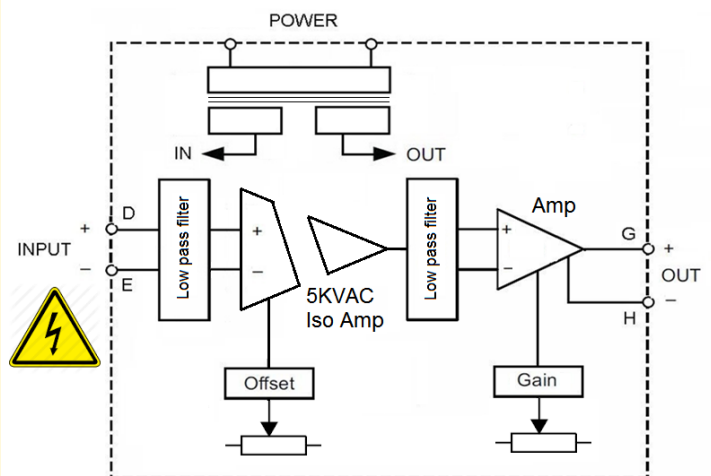 POWER
IN
OUT
D
+
INPUT
−
E
Low pass filter
+
−
5KVAC
Iso Amp
Low pass filter
Amp
+
−
G
+
OUT
−
H
Offset
Gain